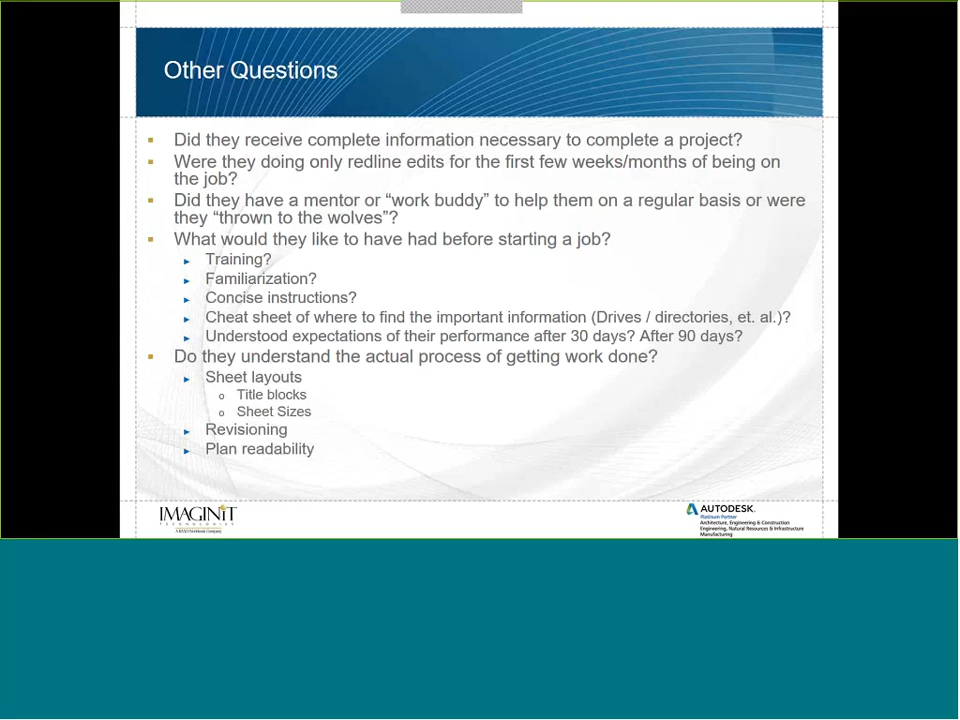 Other Questions
Did they receive complete information necessary to complete a project?
Were they doing only redline edits for the first few weeks/months of being on
the job?
Did they have a mentor or “work buddy” to help them on a regular basis or were
they “thrown to the wolves”?
What would they like to have had before starting a job?
Training?
Familiarization?
Concise instructions?
Cheat sheet of where to find the important information (Drives / directories, et. al.)?
Understood expectations of their performance after 30 days? After 90 days?
Do they understand the actual process of getting work done?
Sheet layouts
Title blocks
Sheet Sizes
Revisioning
Plan readability
IMAGINiT
TECHNOLOGIES
AUTODESK.
Platinum Partner
Architecture, Engineering & Construction
Engineering, Natural Resources & Infrastructure
Manufacturing